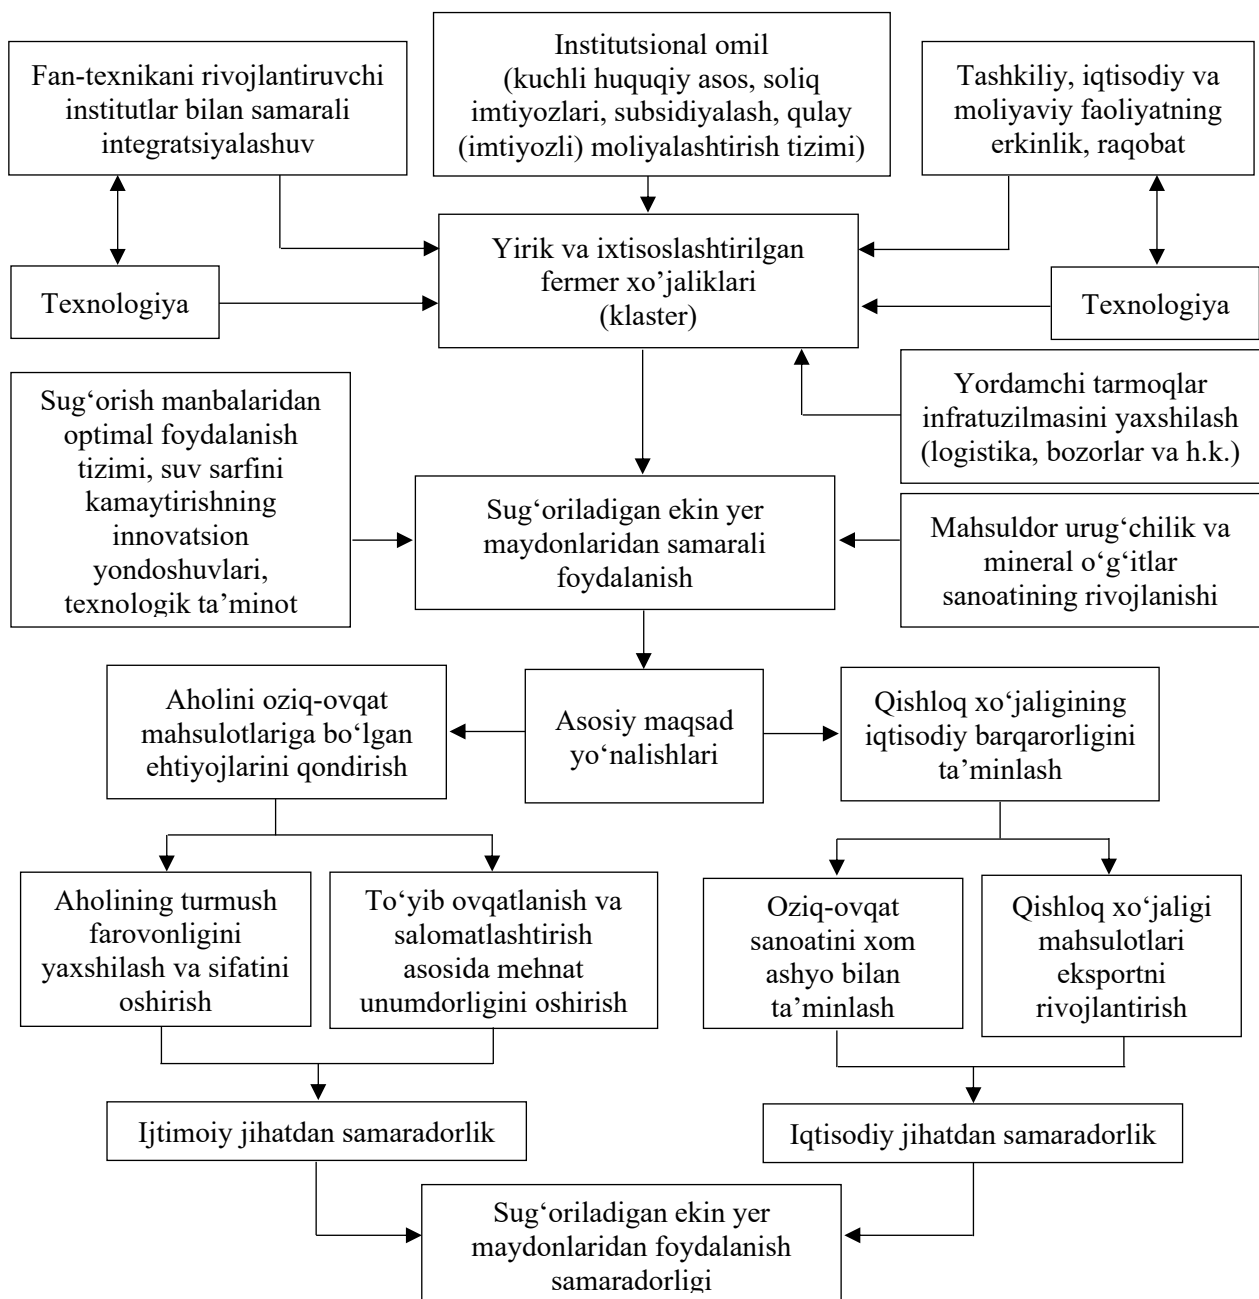 Fan-texnikani rivojlantiruvchi
institutlar bilan samarali
integratsiyalashuv
Institutsional omil
(kuchli huquqiy asos, soliq
imtiyozlari, subsidiyalash, qulay
(imtiyozli) moliyalashtirish tizimi)
Tashkiliy, iqtisodiy va
moliyaviy faoliyatning
erkinlik, raqobat
Texnologiya
Yirik va ixtisoslashtirilgan
fermer xo’jaliklari
(klaster)
Texnologiya
Sug‘orish manbalaridan
optimal foydalanish
tizimi, suv sarfini
kamaytirishning
innovatsion
yondoshuvlari,
texnologik ta’minot
Yordamchi tarmoqlar
infratuzilmasini yaxshilash
(logistika, bozorlar va h.k.)
Sug‘oriladigan ekin yer
maydonlaridan samarali
foydalanish
Mahsuldor urug‘chilik va
mineral o‘g‘itlar
sanoatining rivojlanishi
Aholini oziq-ovqat
mahsulotlariga bo‘lgan
ehtiyojlarini qondirish
Asosiy maqsad
yo‘nalishlari
Qishloq xo‘jaligining
iqtisodiy barqarorligini
ta’minlash
Aholining turmush
farovonligini
yaxshilash va sifatini
oshirish
To‘yib ovqatlanish va
salomatlashtirish
asosida mehnat
unumdorligini oshirish
Oziq-ovqat
sanoatini xom
ashyo bilan
ta’minlash
Qishloq xo‘jaligi
mahsulotlari
eksportni
rivojlantirish
Ijtimoiy jihatdan samaradorlik
Iqtisodiy jihatdan samaradorlik
Sug‘oriladigan ekin yer
maydonlaridan foydalanish
samaradorligi